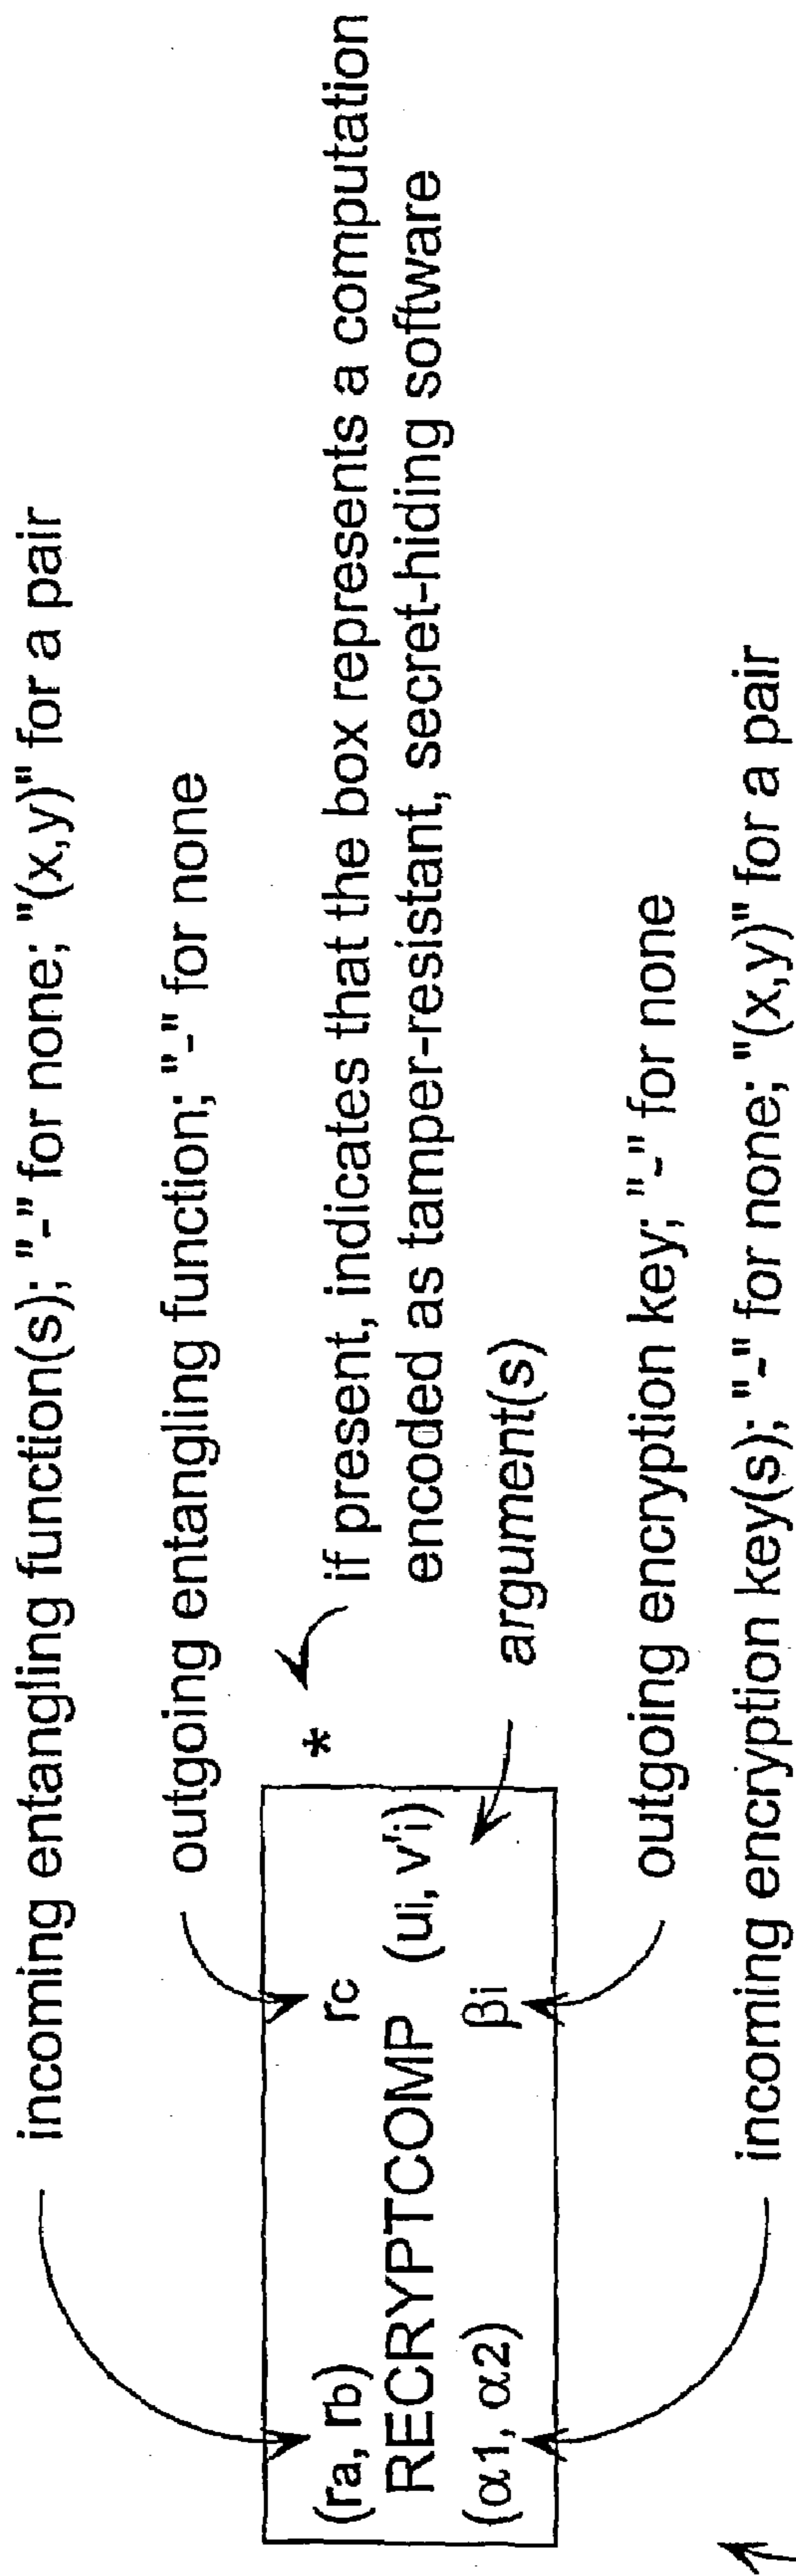 incoming entangling function(s); "-" for none; "(x,y)" for a pair
outgoing entangling function; "-" for none
if present, indicates that the box represents a computation
encoded as tamper-resistant, secret-hiding software
*
(ra, rb) rc
RECRYPTCOMP (ui, v'i)
(α1, α2) βi
argument(s)
outgoing encryption key; "-" for none
incoming encryption key(s); "-" for none; "(x,y)" for a pair